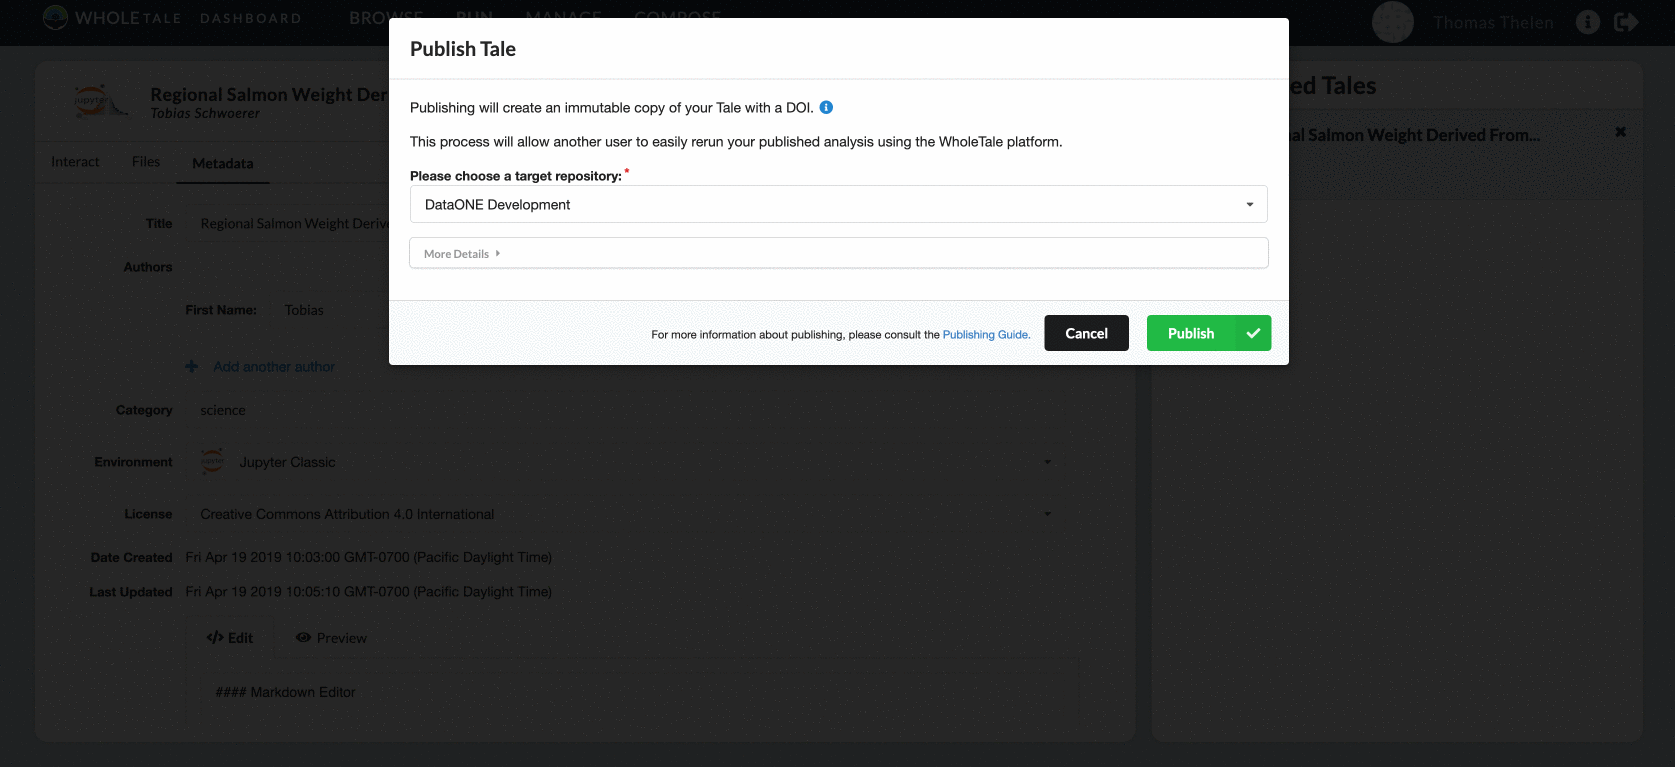 WHOLETALE DASHBOARD BROWSE RUN MANAGE COMPOSE Thomas Thelen
Publish Tale
Publishing will create an immutable copy of your Tale with a DOI.
This process will allow another user to easily rerun your published analysis using the WholeTale platform.
Please choose a target repository: *
DataONE Development
More Details
For more information about publishing, please consult the Publishing Guide.
Cancel
Publish
jupyter
Regional Salmon Weight Der
Tobias Schwoerer
Interact Files Metadata
Title Regional Salmon Weight Deriv
Authors
First Name: Tobias
Add another author
Category science
Environment jupyter Jupyter Classic
License Creative Commons Attribution 4.0 International
Date Created Fri Apr 19 2019 10:03:00 GMT-0700 (Pacific Daylight Time)
Last Updated Fri Apr 19 2019 10:05:10 GMT-0700 (Pacific Daylight Time)
</> Edit Preview
#### Markdown Editor
ed Tales
al Salmon Weight Derived From...